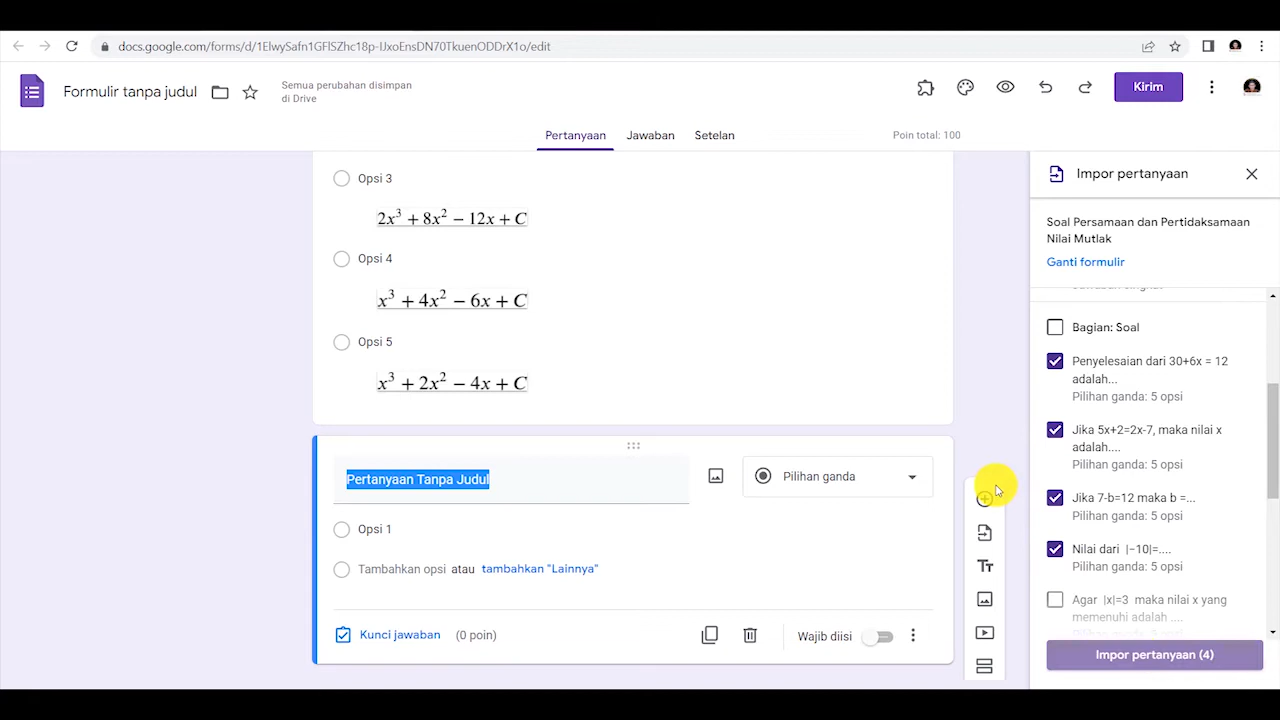 docs.google.com/forms/d/1ElwySafn1GFlSZhc18p-IJxoEnsDN70TkuenODDrX1o/edit
Formulir tanpa judul
Semua perubahan disimpan
di Drive
Kirim
Pertanyaan Jawaban Setelan
Poin total: 100
Opsi 3
2x³ + 8x² − 12x + C
Opsi 4
x³ + 4x² − 6x + C
Opsi 5
x³ + 2x² − 4x + C
Pertanyaan Tanpa Judul
Pilihan ganda
Opsi 1
Tambahkan opsi atau tambahkan "Lainnya"
Kunci jawaban (0 poin)
Wajib diisi
Tт
Impor pertanyaan
Soal Persamaan dan Pertidaksamaan
Nilai Mutlak
Ganti formulir
Bagian: Soal
Penyelesaian dari 30+6x = 12
adalah...
Pilihan ganda: 5 opsi
Jika 5x+2=2x-7, maka nilai x
adalah....
Pilihan ganda: 5 opsi
Jika 7-b=12 maka b =...
Pilihan ganda: 5 opsi
Nilai dari |−10|=....
Pilihan ganda: 5 opsi
Agar |x|=3 maka nilai x yang
memenuhi adalah ....
Impor pertanyaan (4)